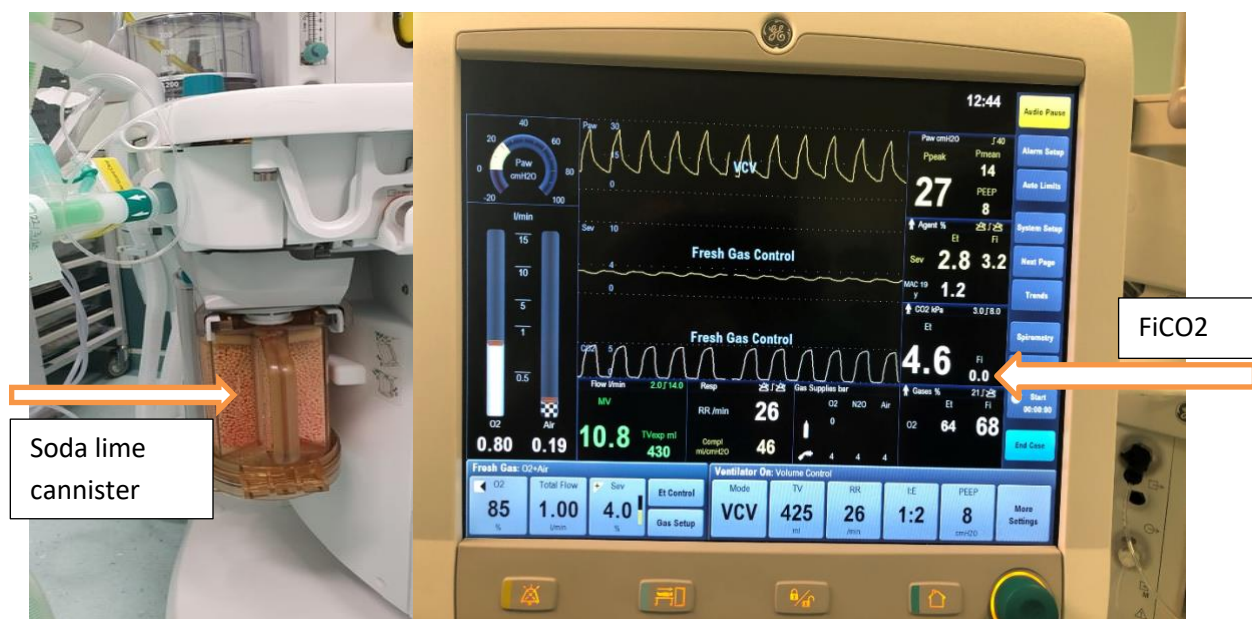 Soda lime
cannister
FiCO2
GE
12:44
Audio Pause
Alarm Setup
Auto Limits
System Setup
Next Page
Trends
Spirometry
Start
00:00:00
End Case
40
20
60
0
Paw
80
cmH2O
-20
100
l/min
15
10
5
1
0.5
O2
Air
0.80
0.19
Paw 30
15
0
VCV
Sev 10
4
0
Fresh Gas Control
Fresh Gas Control
CO2 5
0
Paw cmH2O
40
Ppeak
Pmean
27
14
PEEP
8
Agent %
Et
Fi
Sev
2.8
3.2
MAC 19
y
1.2
CO2 kPa
3.0
8.0
Et
4.6
Fi
0.0
Gases %
21
Et
Fi
O2
64
68
Flow l/min
2.0
14.0
MV
10.8
TVexp ml
430
Resp
RR /min
26
Compl
ml/cmH2O
46
Gas Supplies bar
O2
N2O
Air
0
4
4
4
Fresh Gas: O2+Air
O2
85
%
Total Flow
1.00
l/min
Sev
4.0
%
Et Control
Gas Setup
Ventilator On: Volume Control
Mode
VCV
TV
425
ml
RR
26
/min
I:E
1:2
PEEP
8
cmH2O
More
Settings